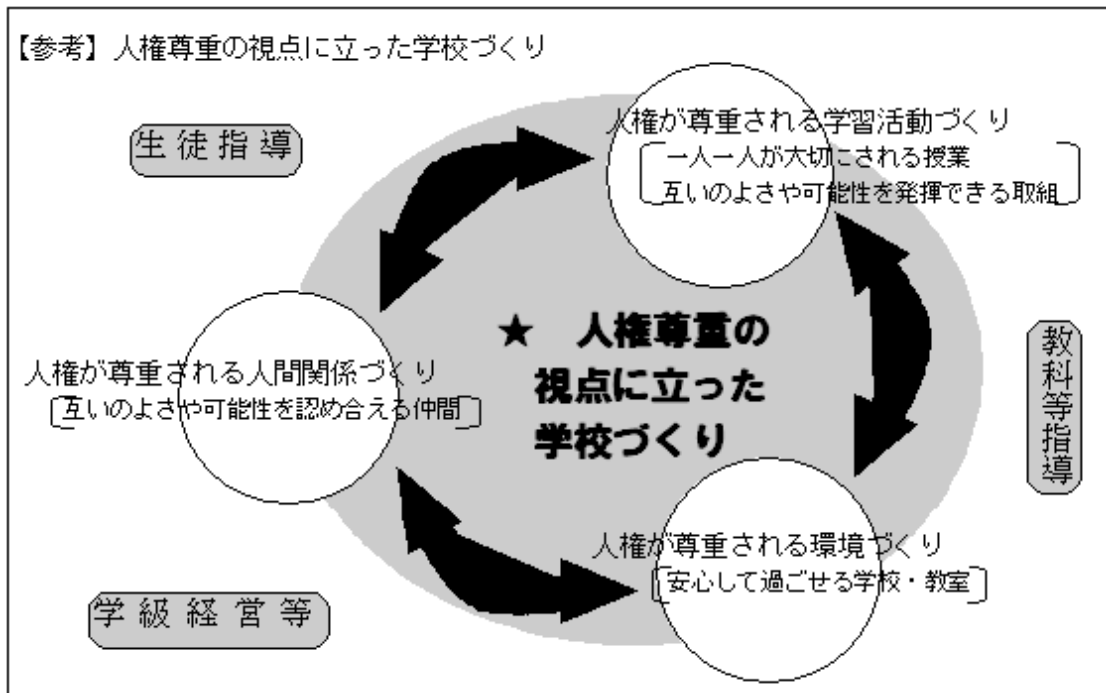 【参考】人権尊重の視点に立った学校づくり
生徒指導
人権が尊重される学習活動づくり
一人一人が大切にされる授業
互いのよさや可能性を発揮できる取組
★　人権尊重の
視点に立った
学校づくり
人権が尊重される人間関係づくり
互いのよさや可能性を認め合える仲間
教科等指導
人権が尊重される環境づくり
安心して過ごせる学校・教室
学級経営等